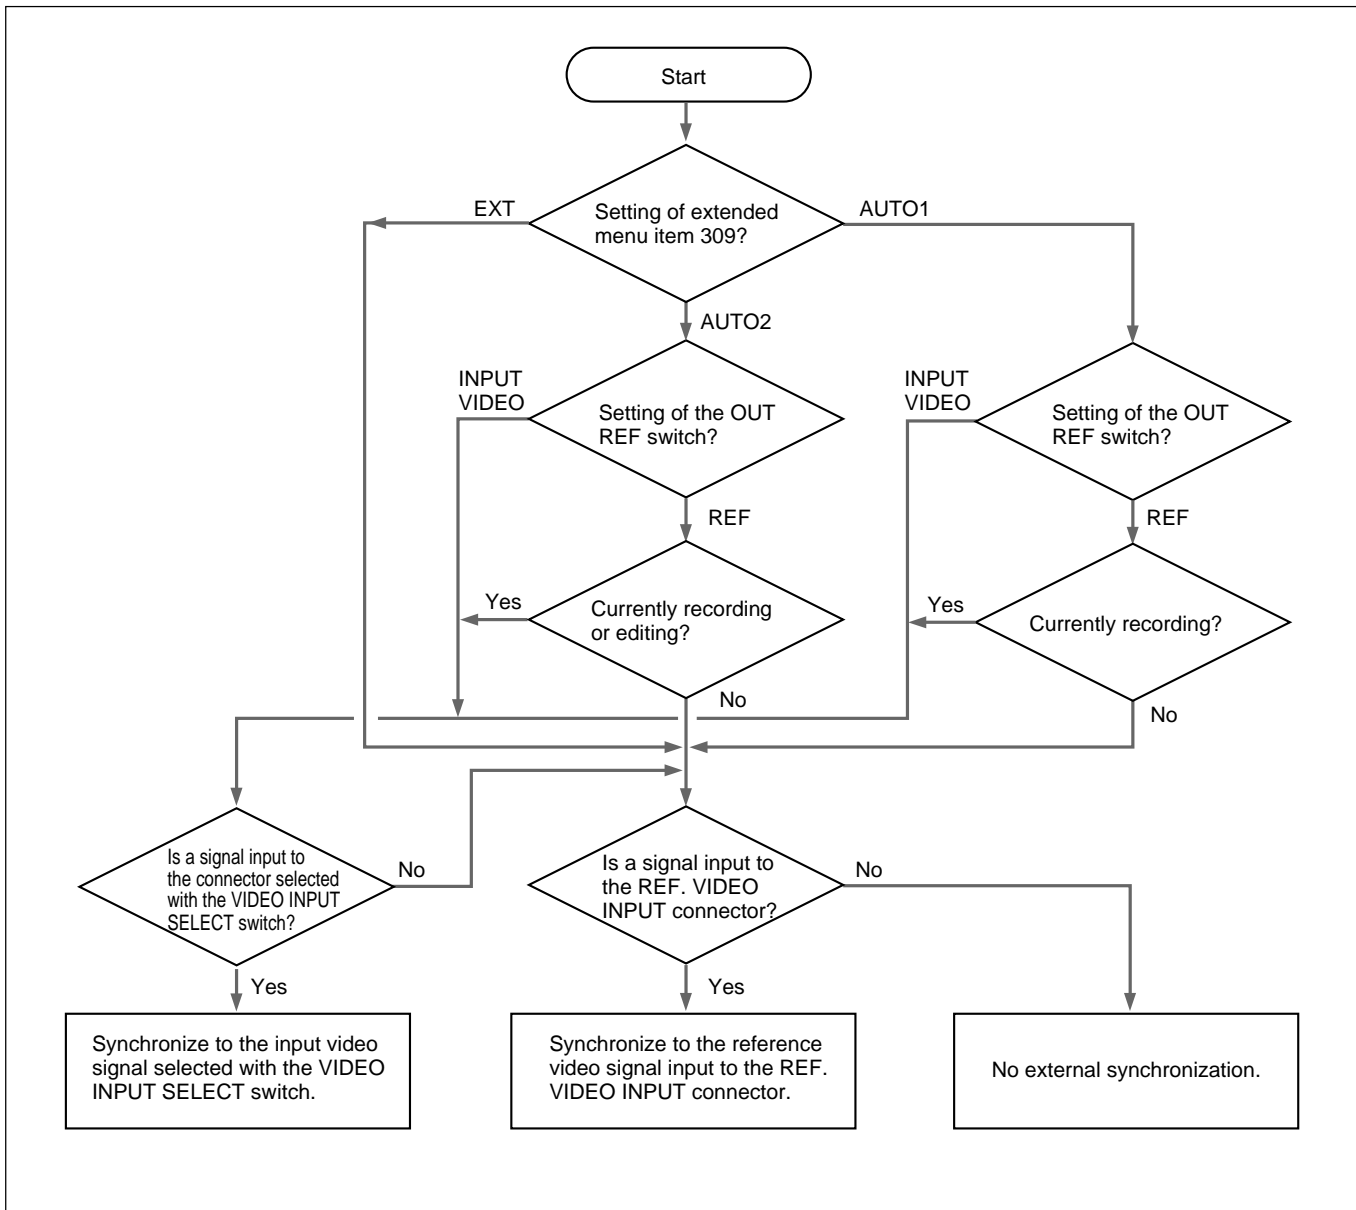 Start
EXT
Setting of extended
menu item 309?
AUTO1
AUTO2
INPUT
VIDEO
Setting of the OUT
REF switch?
INPUT
VIDEO
Setting of the OUT
REF switch?
REF
REF
Yes
Currently recording
or editing?
Yes
Currently recording?
No
No
Is a signal input to
the connector selected
with the VIDEO INPUT
SELECT switch?
No
Is a signal input to
the REF. VIDEO
INPUT connector?
No
Yes
Yes
Synchronize to the input video
signal selected with the VIDEO
INPUT SELECT switch.
Synchronize to the reference
video signal input to the REF.
VIDEO INPUT connector.
No external synchronization.